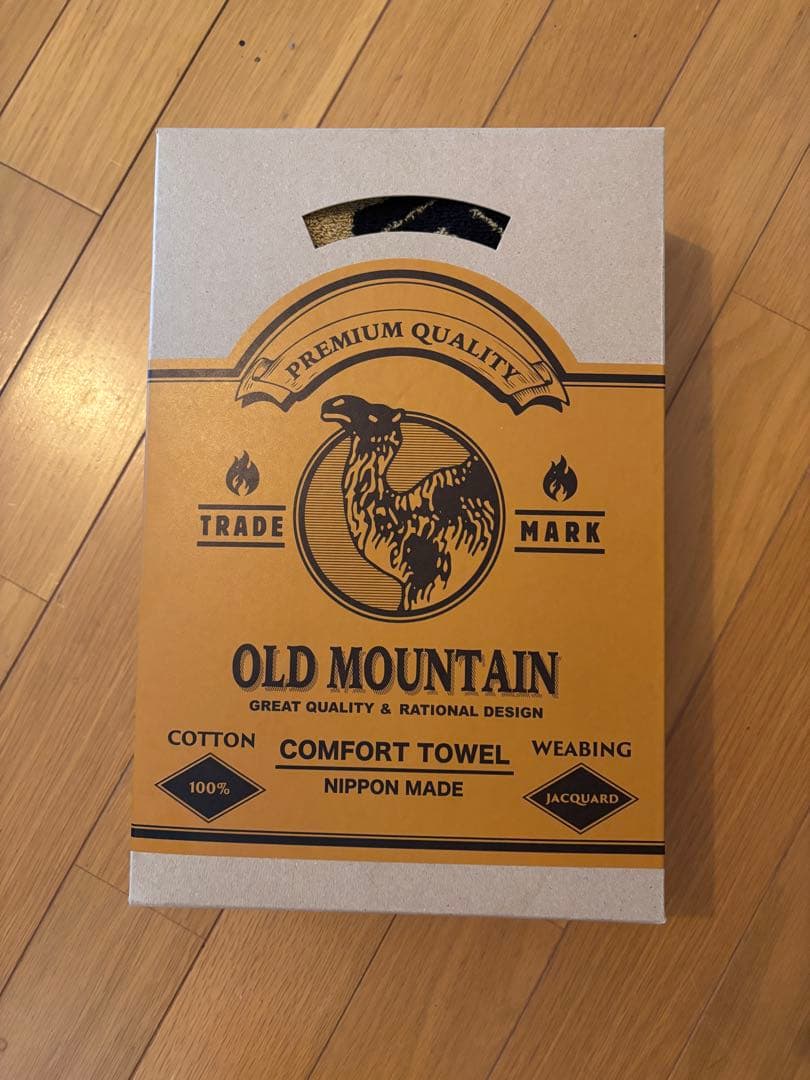 PREMIUM QUALITY
TRADE MARK
OLD MOUNTAIN
GREAT QUALITY & RATIONAL DESIGN
COTTON
100%
COMFORT TOWEL
NIPPON MADE
WEABING
JACQUARD